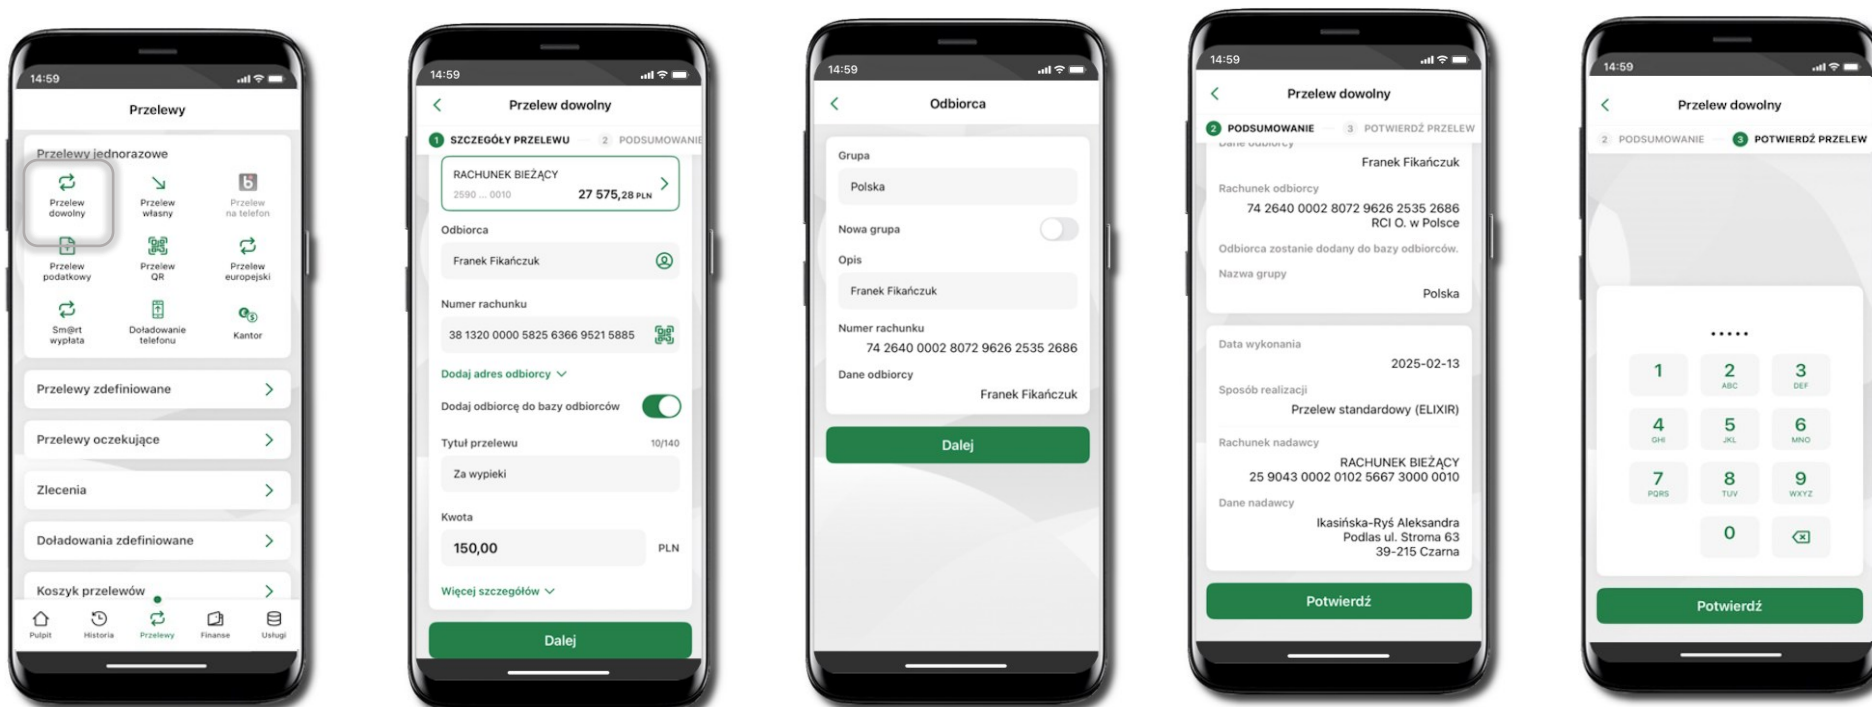 14:59
Przelewy
Przelewy jednorazowe
Przelew
dowolny
Przelew
własny
Przelew
na telefon
Przelew
podatkowy
Przelew
QR
Przelew
europejski
Sm@rt
wypłata
Doładowanie
telefonu
Kantor
Przelewy zdefiniowane
Przelewy oczekujące
Zlecenia
Doładowania zdefiniowane
Koszyk przelewów
Pulpit Historia Przelewy Finanse Usługi
14:59
Przelew dowolny
1 SZCZEGÓŁY PRZELEWU 2 PODSUMOWANIE
RACHUNEK BIEŻĄCY
2590 ... 0010 27 575,28 PLN
Odbiorca
Franek Fikańczuk
Numer rachunku
38 1320 0000 5825 6366 9521 5885
Dodaj adres odbiorcy
Dodaj odbiorcę do bazy odbiorców
Tytuł przelewu 10/140
Za wypieki
Kwota
150,00 PLN
Więcej szczegółów
Dalej
14:59
Odbiorca
Grupa
Polska
Nowa grupa
Opis
Franek Fikańczuk
Numer rachunku
74 2640 0002 8072 9626 2535 2686
Dane odbiorcy
Franek Fikańczuk
Dalej
14:59
Przelew dowolny
2 PODSUMOWANIE 3 POTWIERDŹ PRZELEW
Dane odbiorcy
Franek Fikańczuk
Rachunek odbiorcy
74 2640 0002 8072 9626 2535 2686
RCI O. w Polsce
Odbiorca zostanie dodany do bazy odbiorców.
Nazwa grupy
Polska
Data wykonania
2025-02-13
Sposób realizacji
Przelew standardowy (ELIXIR)
Rachunek nadawcy
RACHUNEK BIEŻĄCY
25 9043 0002 0102 5667 3000 0010
Dane nadawcy
Ikasińska-Ryś Aleksandra
Podlas ul. Stroma 63
39-215 Czarna
Potwierdź
14:59
Przelew dowolny
2 PODSUMOWANIE 3 POTWIERDŹ PRZELEW
1 2 3
ABC DEF
4 5 6
GHI JKL MNO
7 8 9
PQRS TUV WXYZ
0
Potwierdź